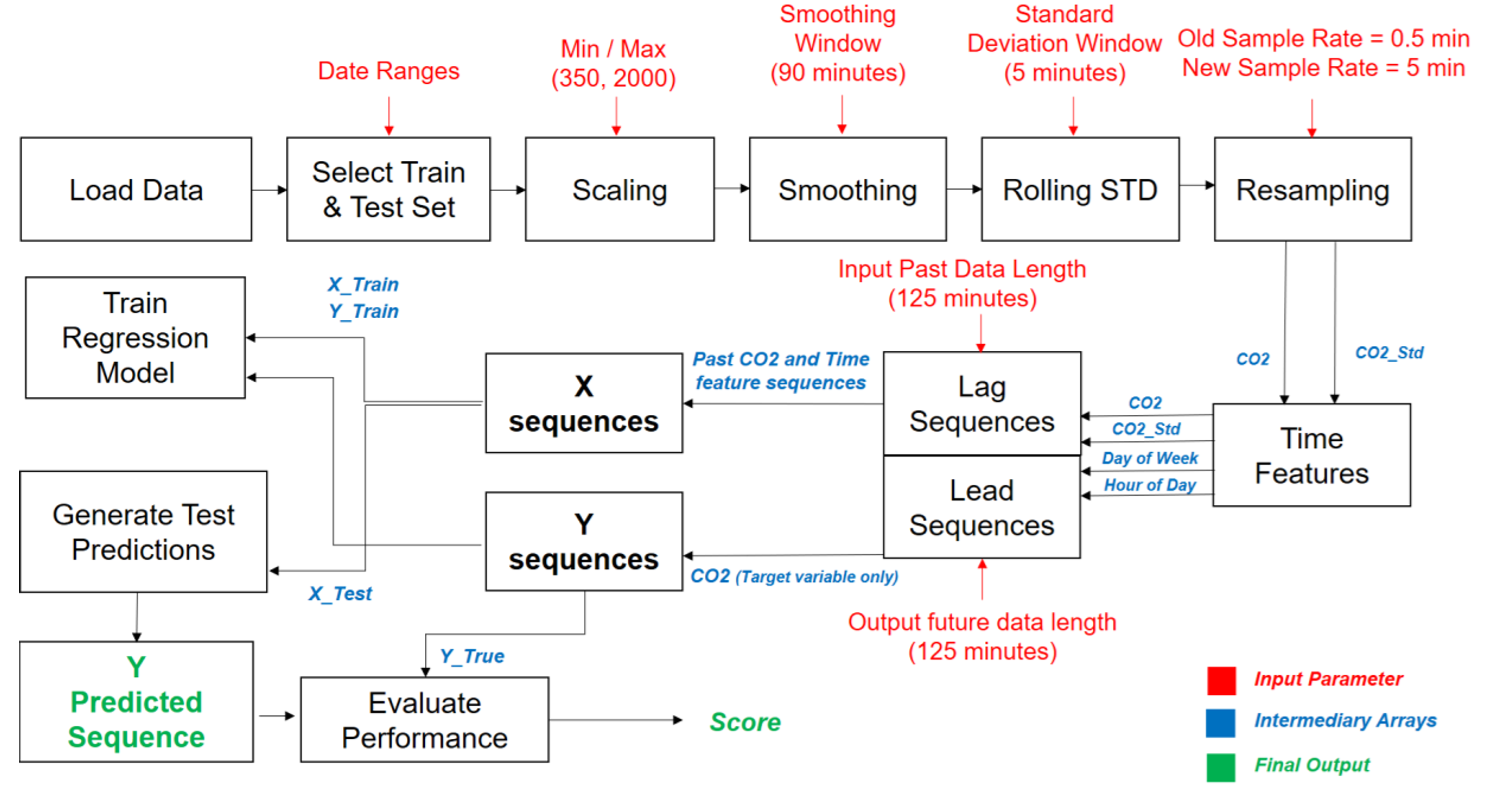 Date Ranges
Min / Max
(350, 2000)
Smoothing
Window
(90 minutes)
Standard
Deviation Window
(5 minutes)
Old Sample Rate = 0.5 min
New Sample Rate = 5 min
Load Data
Select Train
& Test Set
Scaling
Smoothing
Rolling STD
Resampling
Train
Regression
Model
X_Train
Y_Train
Input Past Data Length
(125 minutes)
CO2
CO2_Std
X
sequences
Past CO2 and Time
feature sequences
Lag
Sequences
CO2
CO2_Std
Day of Week
Hour of Day
Time
Features
Generate Test
Predictions
X_Test
Y
sequences
CO2 (Target variable only)
Lead
Sequences
Output future data length
(125 minutes)
Y
Predicted
Sequence
Y_True
Evaluate
Performance
Score
Input Parameter
Intermediary Arrays
Final Output